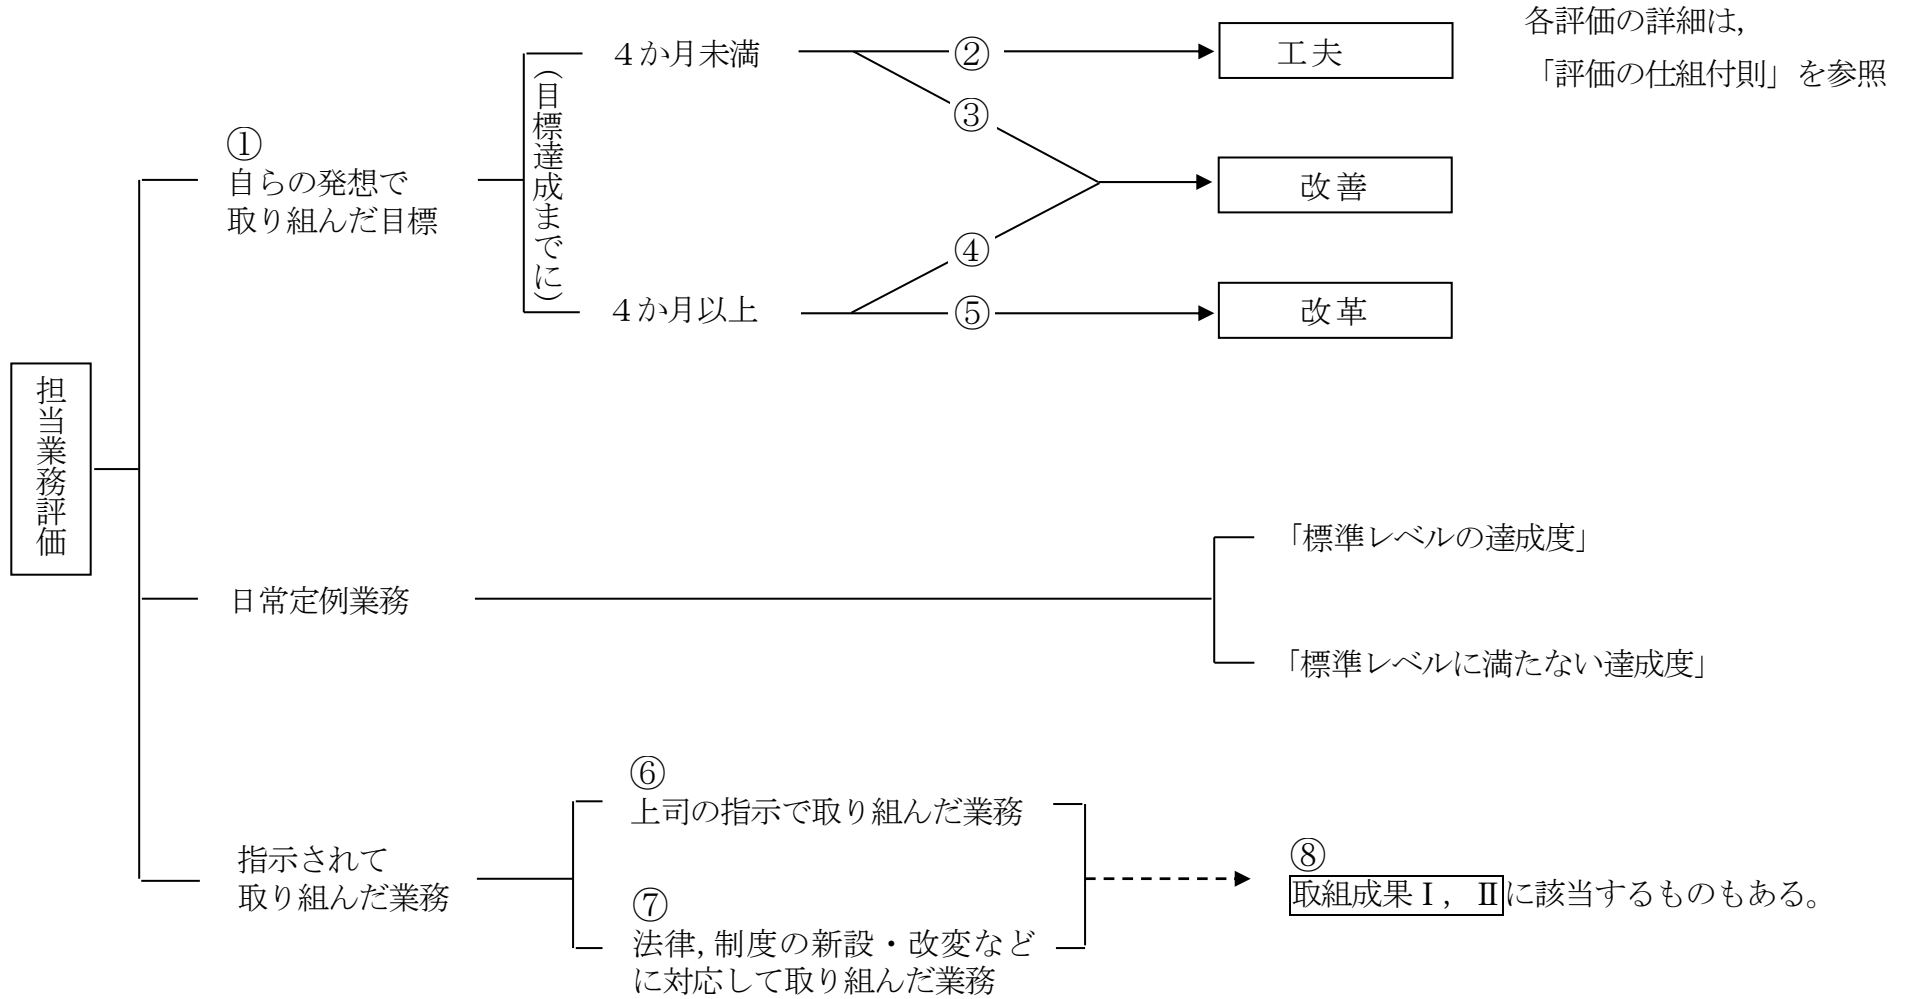 各評価の詳細は，
「評価の仕組付則」を参照
担当業務評価
①
自らの発想で
取り組んだ目標
（目標達成までに）
４か月未満
②
工夫
③
改善
④
４か月以上
⑤
改革
日常定例業務
「標準レベルの達成度」
「標準レベルに満たない達成度」
指示されて
取り組んだ業務
⑥
上司の指示で取り組んだ業務
⑦
法律，制度の新設・改変など
に対応して取り組んだ業務
⑧
取組成果Ⅰ，Ⅱに該当するものもある。